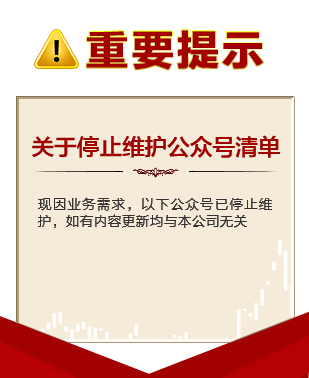 重要提示
关于停止维护公众号清单
现因业务需求，以下公众号已停止维
护，如有内容更新均与本公司无关